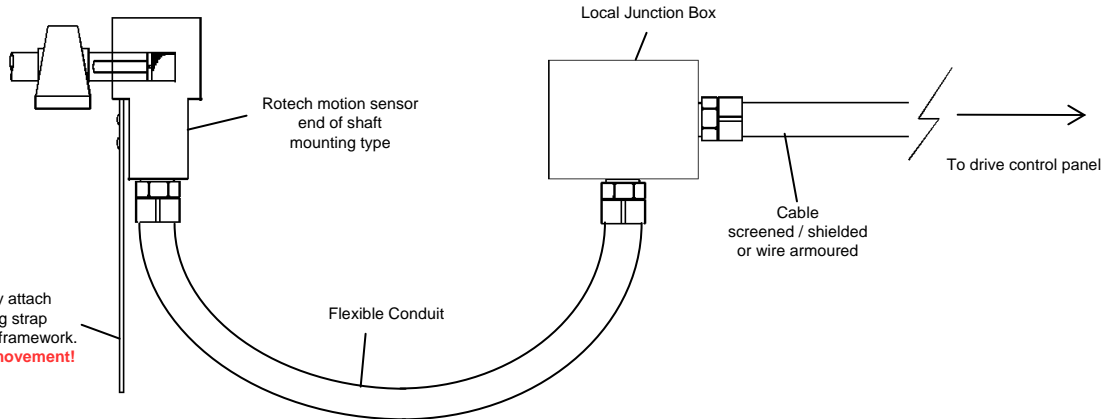 Local Junction Box
Rotech motion sensor
end of shaft
mounting type
To drive control panel
Cable
screened / shielded
or wire armoured
Flexible Conduit
attach
strap
framework.